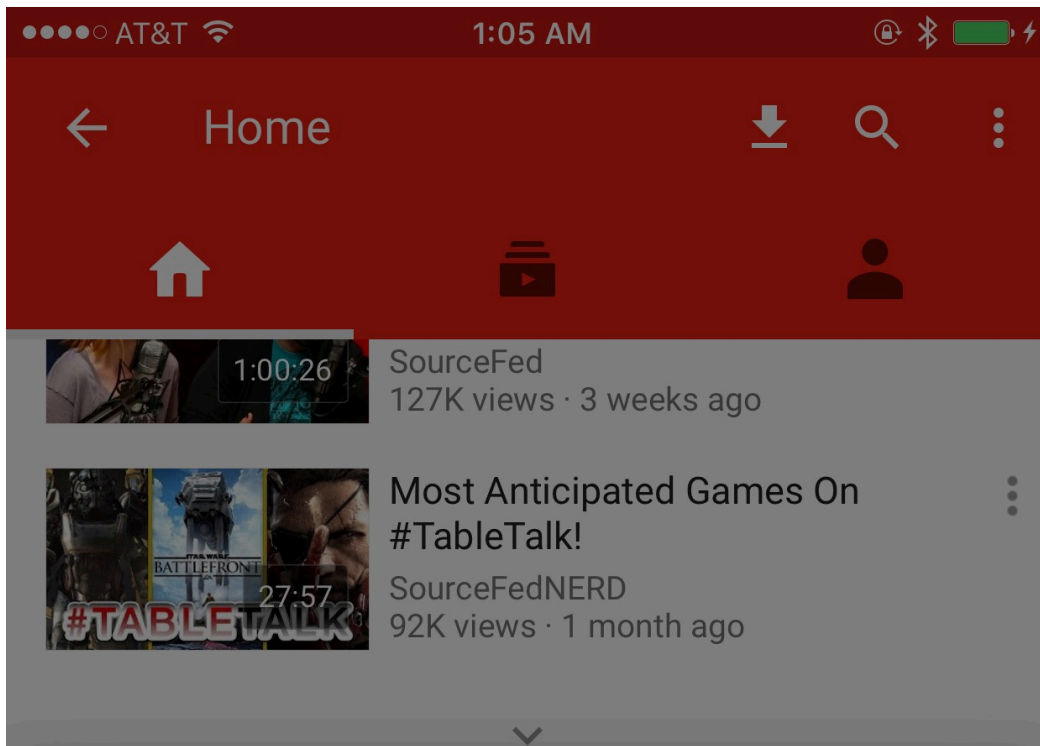 AT&T 1:05 AM
Home
1:00:26
SourceFed
127K views · 3 weeks ago
Most Anticipated Games On
#TableTalk!
SourceFedNERD
92K views · 1 month ago
STAR WARS
BATTLEFRONT
27:57
#TABLETALK